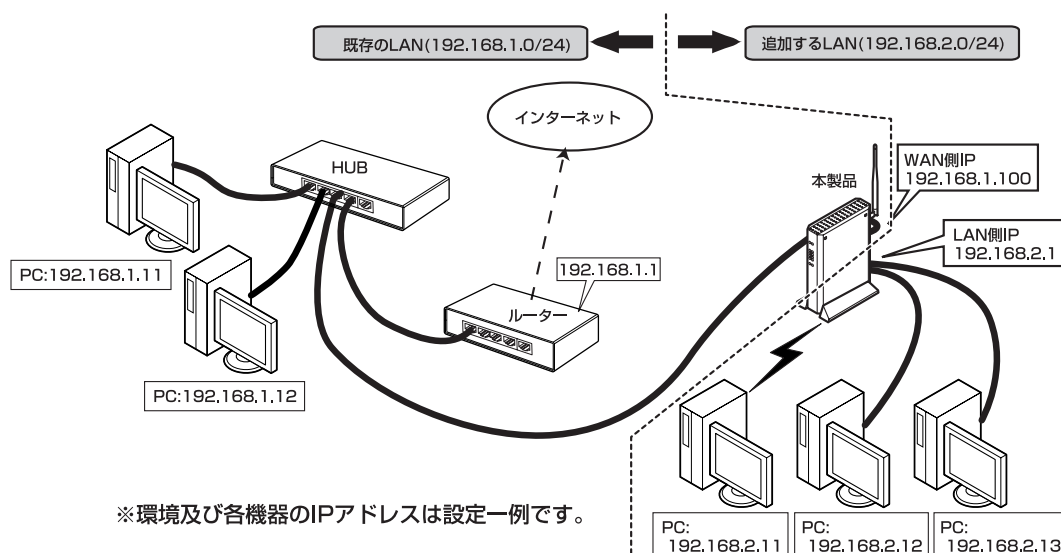 既存のLAN(192.168.1.0/24)
追加するLAN(192.168.2.0/24)
インターネット
HUB
本製品
WAN側IP
192.168.1.100
LAN側IP
192.168.2.1
PC:192.168.1.11
192.168.1.1
ルーター
PC:192.168.1.12
※環境及び各機器のIPアドレスは設定一例です。
PC:
192.168.2.11
PC:
192.168.2.12
PC:
192.168.2.13